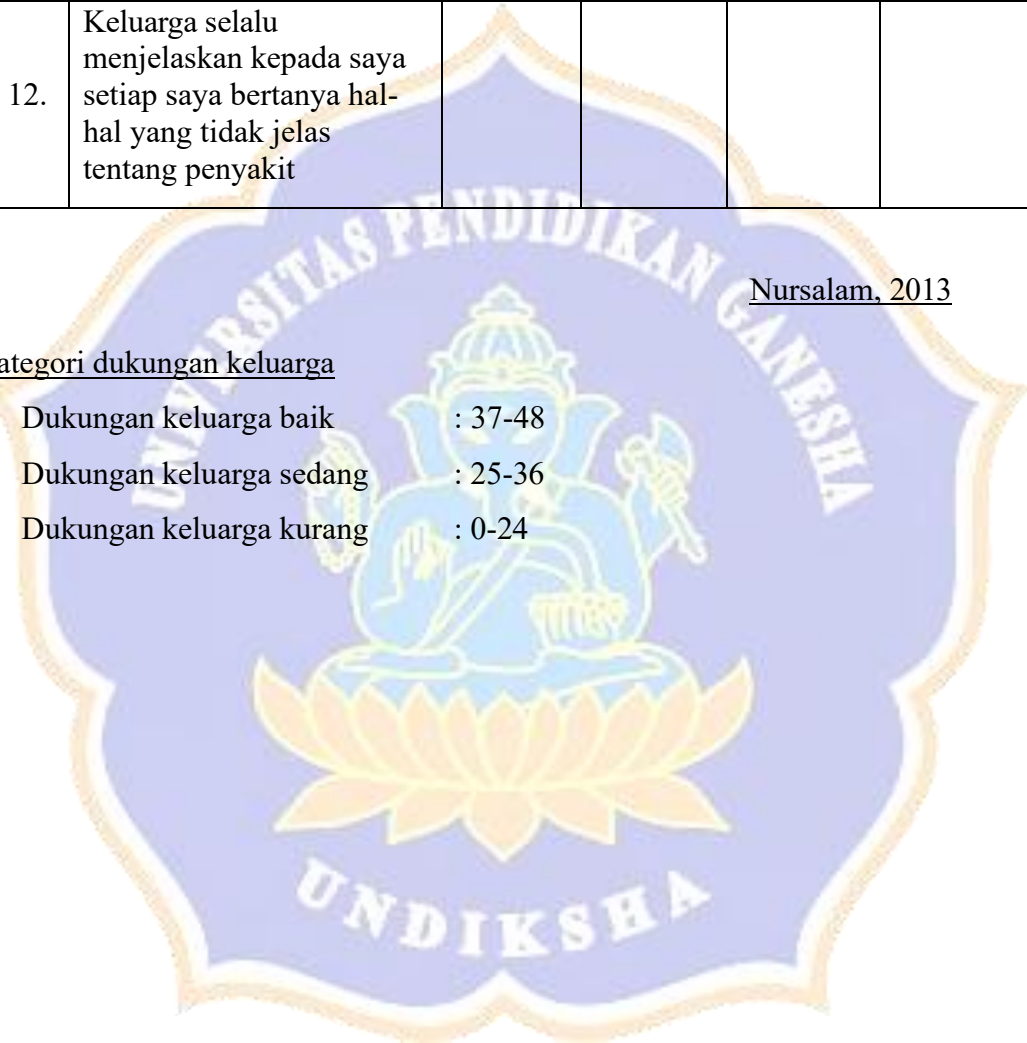 Keluarga selalu
menjelaskan kepada saya
12. setiap saya bertanya hal-
hal yang tidak jelas
tentang penyakit
UNIVERSITAS PENDIDIKAN GANESHA
Nursalam, 2013
ategori dukungan keluarga
Dukungan keluarga baik : 37-48
Dukungan keluarga sedang : 25-36
Dukungan keluarga kurang : 0-24
UNDIKSHA